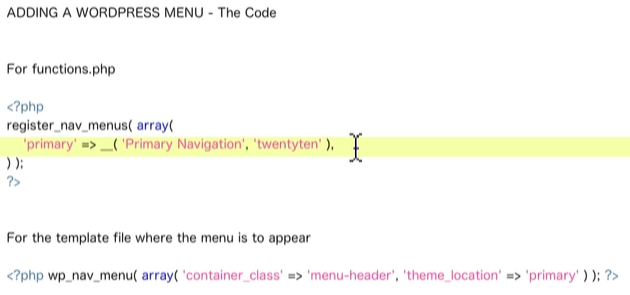 ADDING A WORDPRESS MENU - The Code
For functions.php
<?php
register_nav_menus( array(
'primary' => __( 'Primary Navigation', 'twentyten' ),
) );
?>
For the template file where the menu is to appear
<?php wp_nav_menu( array( 'container_class' => 'menu-header', 'theme_location' => 'primary' ) ); ?>